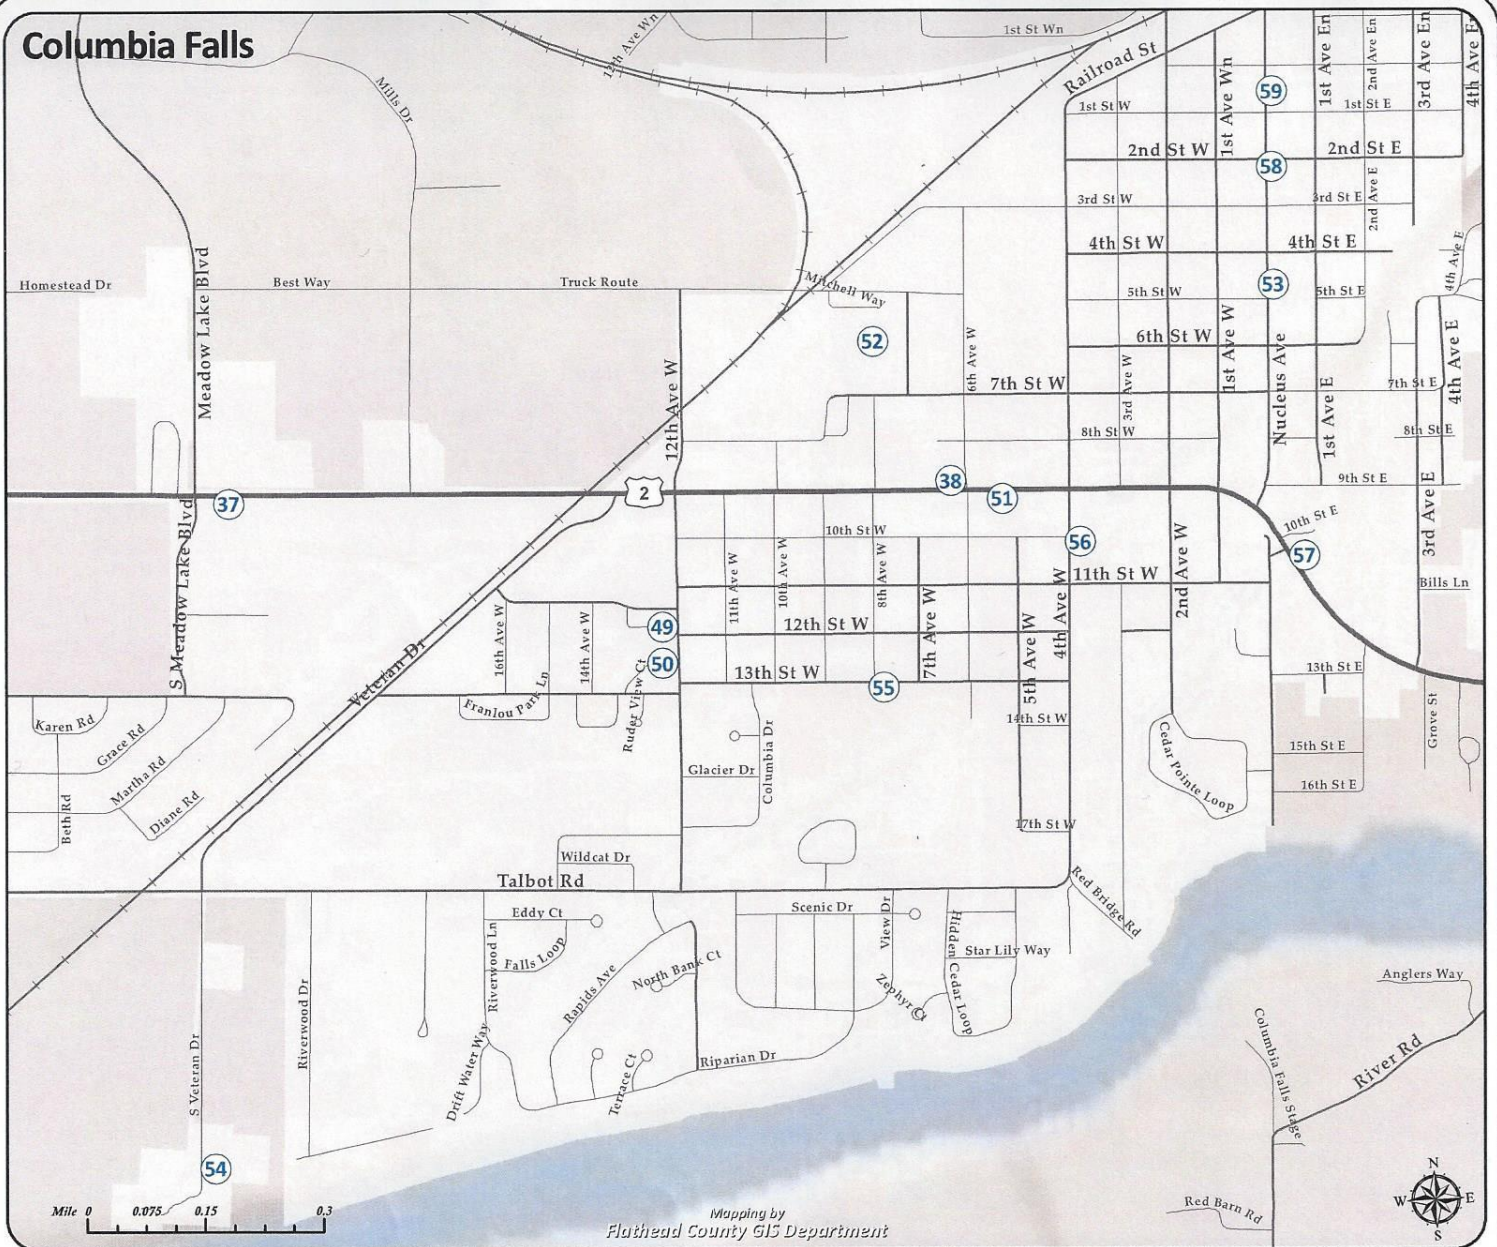 Columbia Falls
12th Ave Wn
1st St Wn
Railroad St
1st Ave Wn
59
1st Ave En
2nd Ave En
3rd Ave En
4th Ave En
Mills Dr
1st St W
1st St E
2nd St W
2nd St E
58
3rd St W
3rd St E
2nd Ave E
4th St W
4th St E
4th Ave E
Meadow Lake Blvd
Homestead Dr
Best Way
Truck Route
Mitchell Way
5th St W
53
5th St E
52
6th St W
1st Ave W
Nucleus Ave
4th Ave E
12th Ave W
6th Ave W
7th St W
3rd Ave W
1st Ave E
7th St E
8th St W
8th St E
37
2
38
51
9th St E
3rd Ave E
S Meadow Lake Blvd
10th St W
10th St E
56
57
11th Ave W
10th Ave W
8th Ave W
7th Ave W
4th Ave W
11th St W
2nd Ave W
Bills Ln
16th Ave W
14th Ave W
49
12th St W
5th Ave W
50
13th St W
13th St E
Veteran Dr
Franlou Park Ln
Ruder View Ct
55
14th St W
Karen Rd
Grace Rd
Martha Rd
Diane Rd
Beth Rd
Glacier Dr
Columbia Dr
Cedar Pointe Loop
15th St E
16th St E
Grove St
17th St W
Wildcat Dr
Talbot Rd
Red Bridge Rd
Eddy Ct
Falls Loop
Riverwood Ln
Rapids Ave
North Bank Ct
Scenic Dr
View Dr
Hidden Cedar Loop
Star Lily Way
Zephyr Ct
Anglers Way
Riverwood Dr
S Veteran Dr
Drift Water Way
Terrace Ct
Riparian Dr
Columbia Falls Stage
River Rd
54
Red Barn Rd
N
W E
S
Mile 0 0.075 0.15 0.3
Mapping by
Flathead County GIS Department